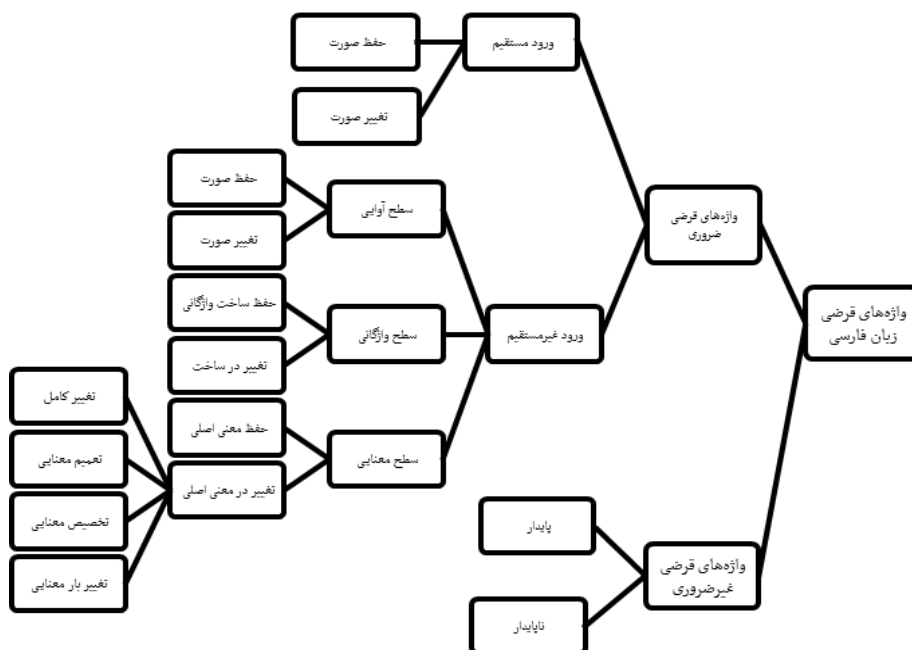 واژه‌های قرضی
زبان فارسی
واژه‌های قرضی
ضروری
ورود مستقیم
حفظ صورت
تغییر صورت
ورود غیرمستقیم
سطح آوایی
حفظ صورت
تغییر صورت
سطح واژگانی
حفظ ساخت واژگانی
تغییر در ساخت
سطح معنایی
حفظ معنی اصلی
تغییر در معنی اصلی
تغییر کامل
تعمیم معنایی
تخصیص معنایی
تغییر بار معنایی
واژه‌های قرضی
غیرضروری
پایدار
ناپایدار